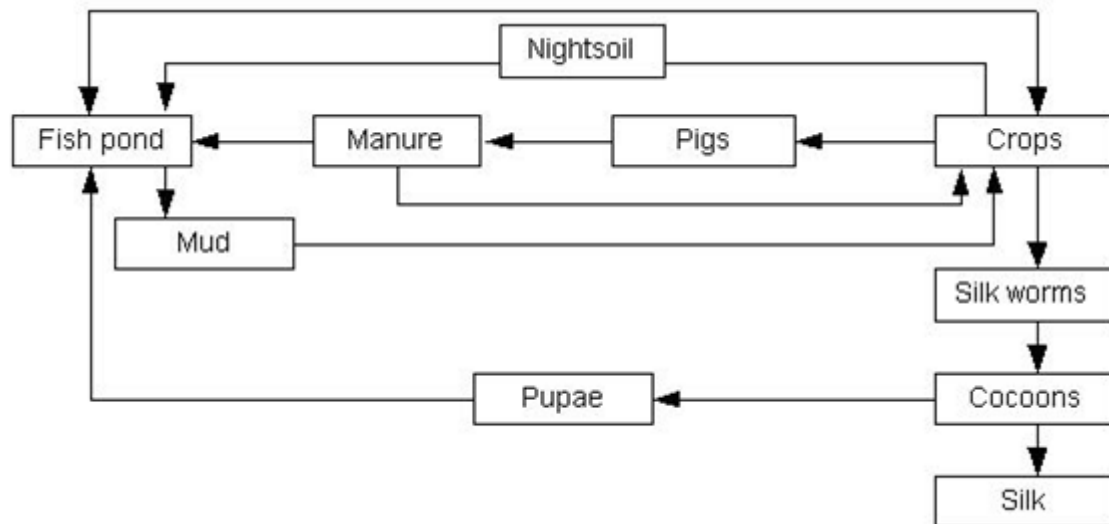 Nightsoil
Fish pond
Manure
Pigs
Crops
Mud
Silk worms
Pupae
Cocoons
Silk